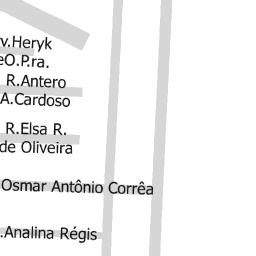 v.Heryk
eO.P.ra.
R.Antero
A.Cardoso
R.Elsa R.
de Oliveira
Osmar Antônio Corrêa
.Analina Régis